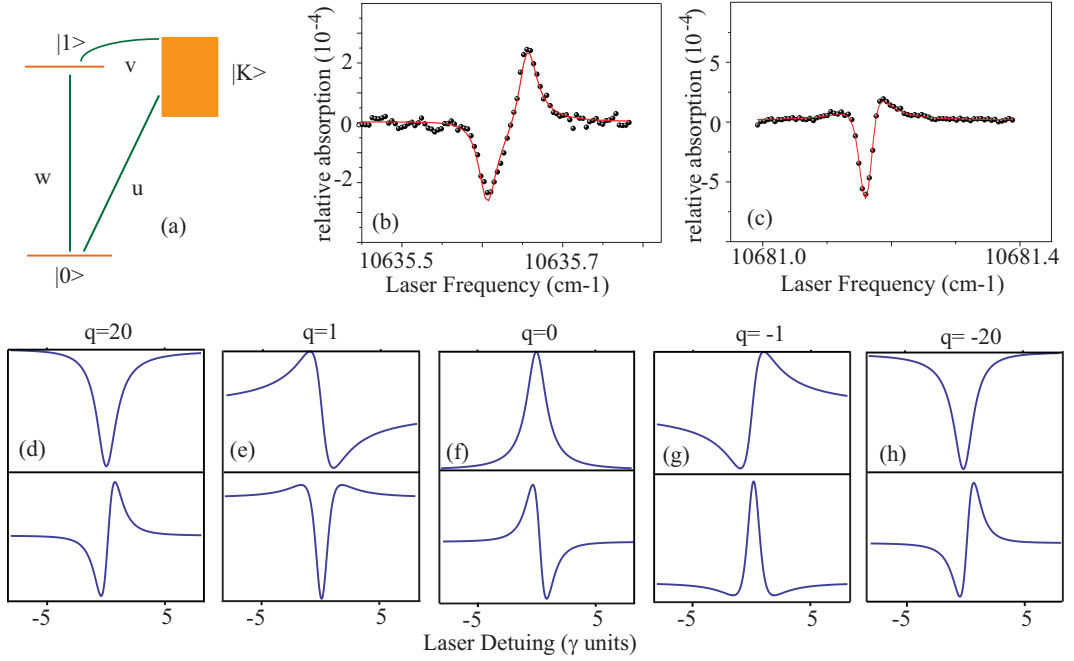 |1>
v
|K>
w
u
(a)
|0>
relative absorption (10⁻⁴)
2
0
-2
(b)
10635.5
10635.7
Laser Frequency (cm-1)
relative absorption (10⁻⁴)
5
0
-5
(c)
10681.0
10681.4
Laser Frequency (cm-1)
q=20
q=1
q=0
q= -1
q= -20
(d)
(e)
(f)
(g)
(h)
-5
5
-5
5
-5
5
-5
5
-5
5
Laser Detuing (γ units)